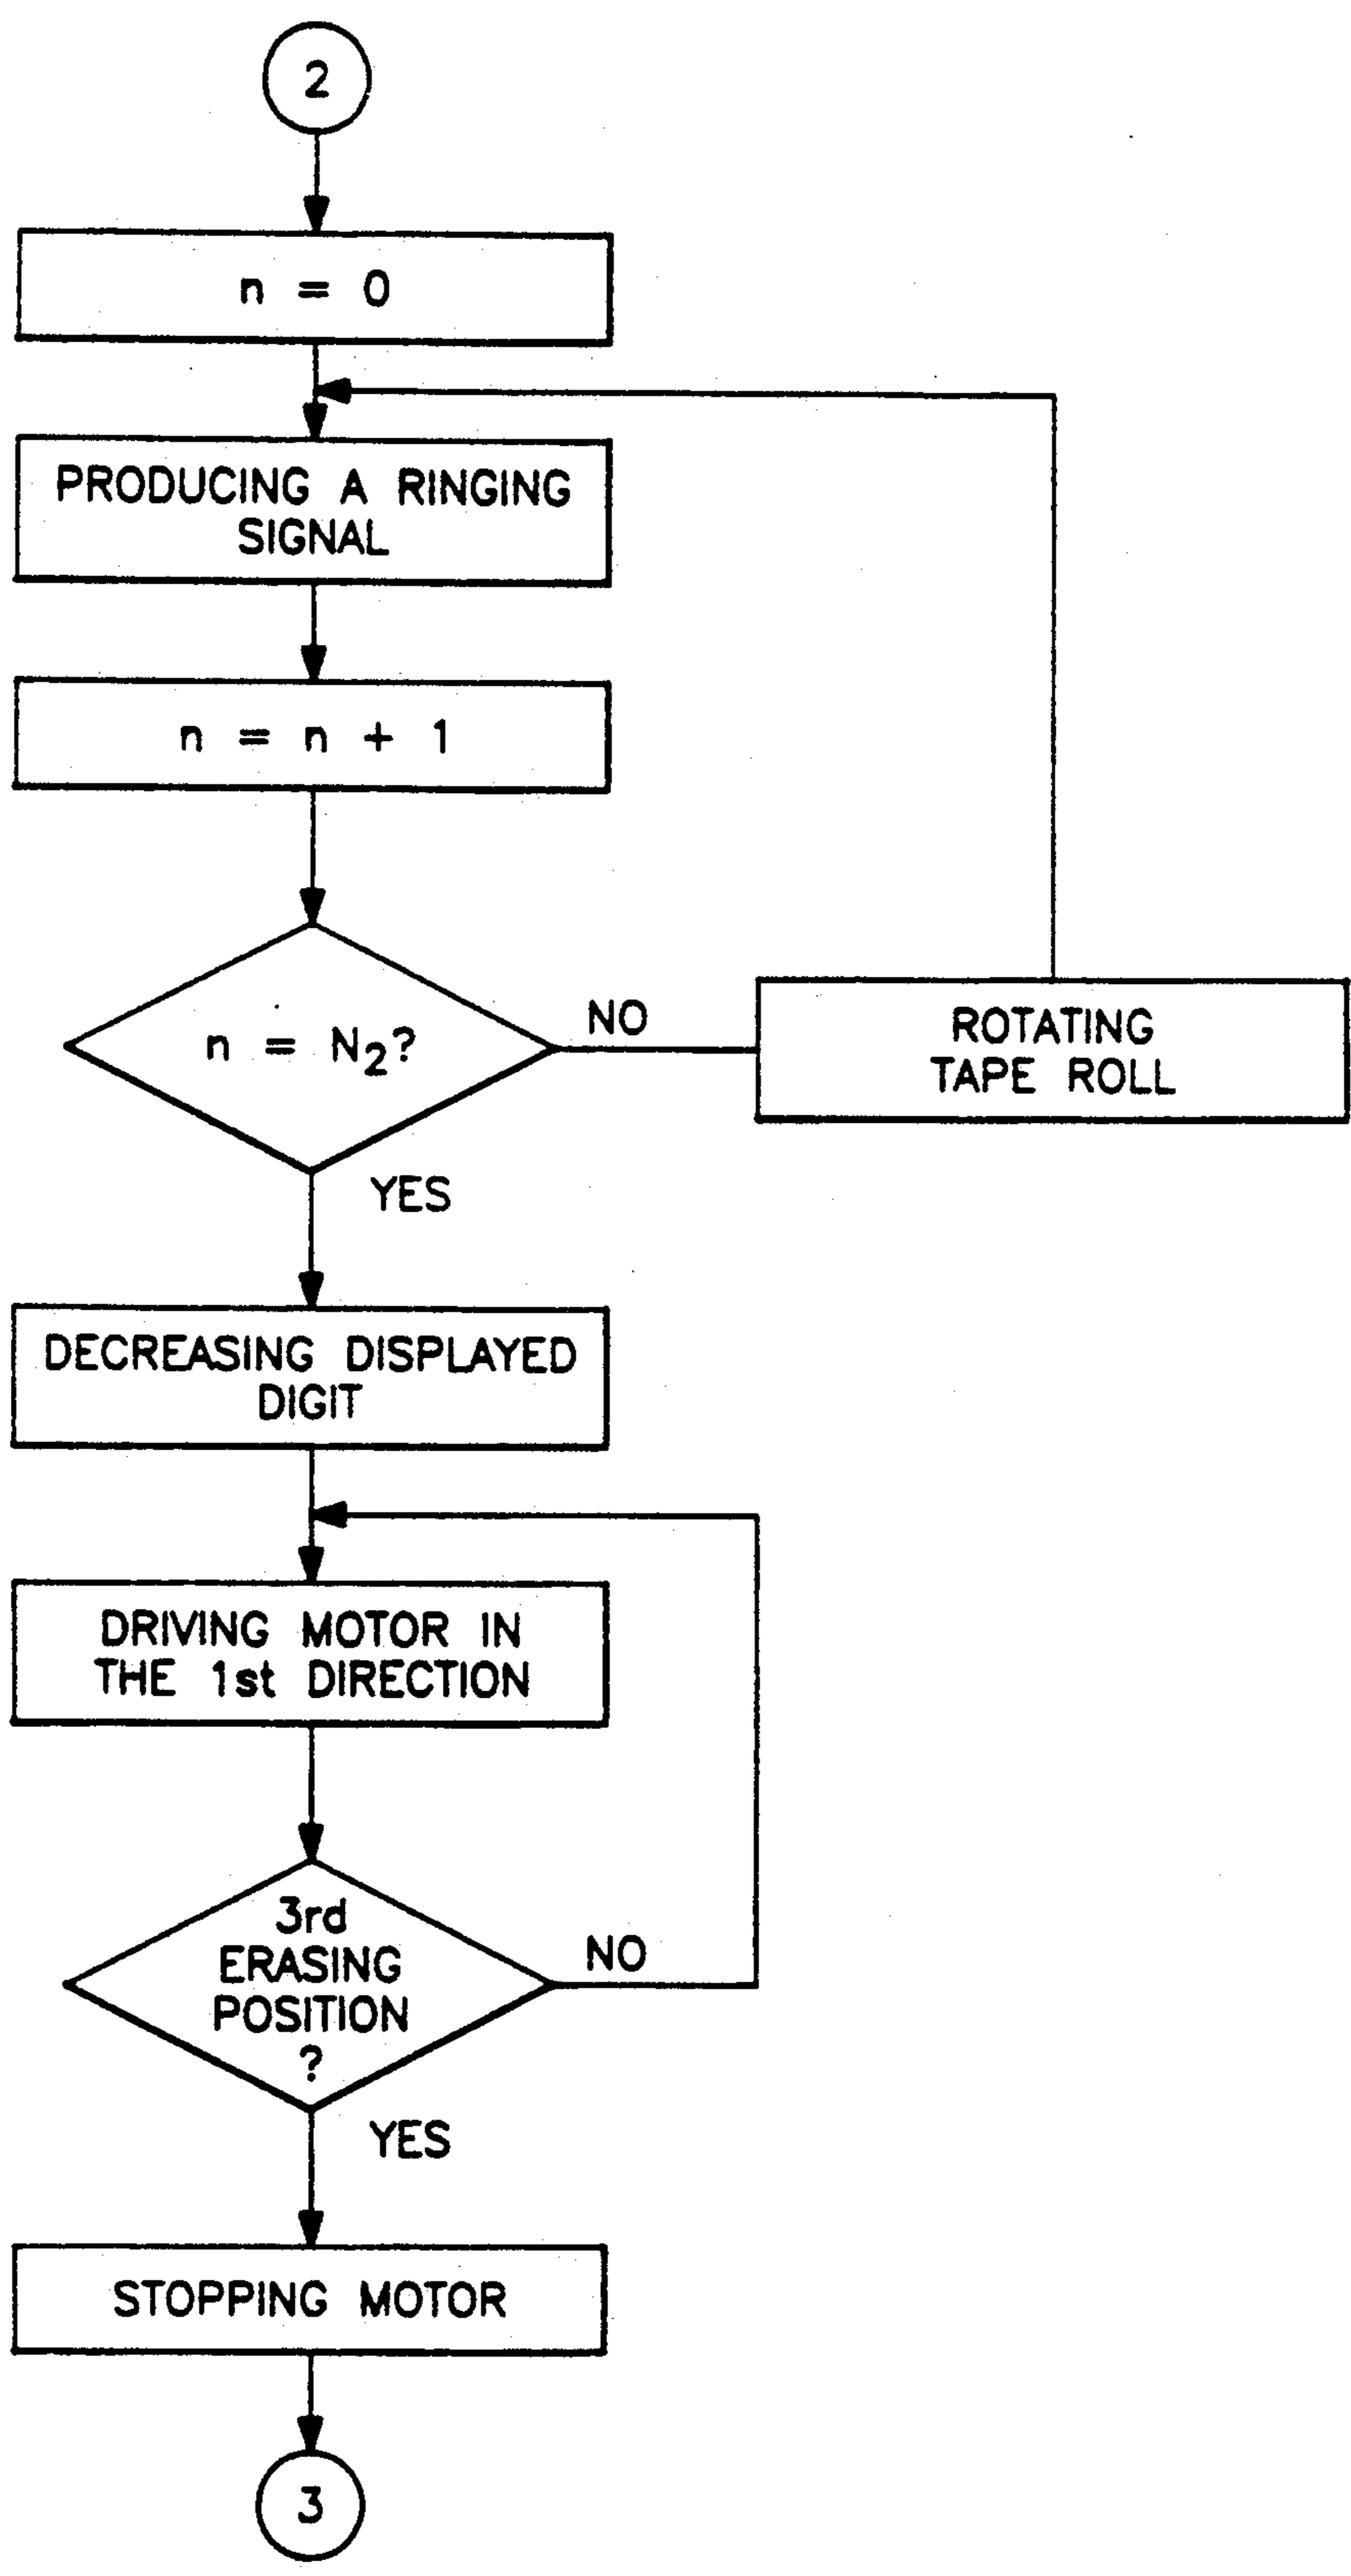 2
n = 0
PRODUCING A RINGING
SIGNAL
n = n + 1
n = N₂?
NO
ROTATING
TAPE ROLL
YES
DECREASING DISPLAYED
DIGIT
DRIVING MOTOR IN
THE 1st DIRECTION
3rd
ERASING
POSITION
?
NO
YES
STOPPING MOTOR
3